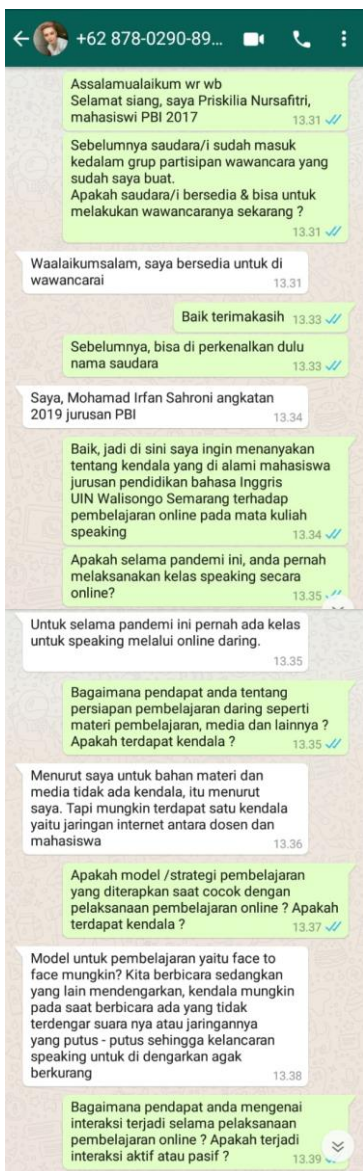 +62 878-0290-89...
Assalamualaikum wr wb
Selamat siang, saya Priskilia Nursafitri,
mahasiswi PBI 2017
13.31
Sebelumnya saudara/i sudah masuk
kedalam grup partisipan wawancara yang
sudah saya buat.
Apakah saudara/i bersedia & bisa untuk
melakukan wawancaranya sekarang ?
13.31
Waalaikumsalam, saya bersedia untuk di
wawancarai
13.31
Baik terimakasih 13.33
Sebelumnya, bisa di perkenalkan dulu
nama saudara
13.33
Saya, Mohamad Irfan Sahroni angkatan
2019 jurusan PBI
13.34
Baik, jadi di sini saya ingin menanyakan
tentang kendala yang di alami mahasiswa
jurusan pendidikan bahasa Inggris
UIN Walisongo Semarang terhadap
pembelajaran online pada mata kuliah
speaking
13.34
Apakah selama pandemi ini, anda pernah
melaksanakan kelas speaking secara
online?
13.35
Untuk selama pandemi ini pernah ada kelas
untuk speaking melalui online daring.
13.35
Bagaimana pendapat anda tentang
persiapan pembelajaran daring seperti
materi pembelajaran, media dan lainnya ?
Apakah terdapat kendala ?
13.35
Menurut saya untuk bahan materi dan
media tidak ada kendala, itu menurut
saya. Tapi mungkin terdapat satu kendala
yaitu jaringan internet antara dosen dan
mahasiswa
13.36
Apakah model /strategi pembelajaran
yang diterapkan saat cocok dengan
pelaksanaan pembelajaran online ? Apakah
terdapat kendala ?
13.37
Model untuk pembelajaran yaitu face to
face mungkin? Kita berbicara sedangkan
yang lain mendengarkan, kendala mungkin
pada saat berbicara ada yang tidak
terdengar suara nya atau jaringannya
yang putus - putus sehingga kelancaran
speaking untuk di dengarkan agak
berkurang
13.38
Bagaimana pendapat anda mengenai
interaksi terjadi selama pelaksanaan
pembelajaran online ? Apakah terjadi
interaksi aktif atau pasif ?
13.39